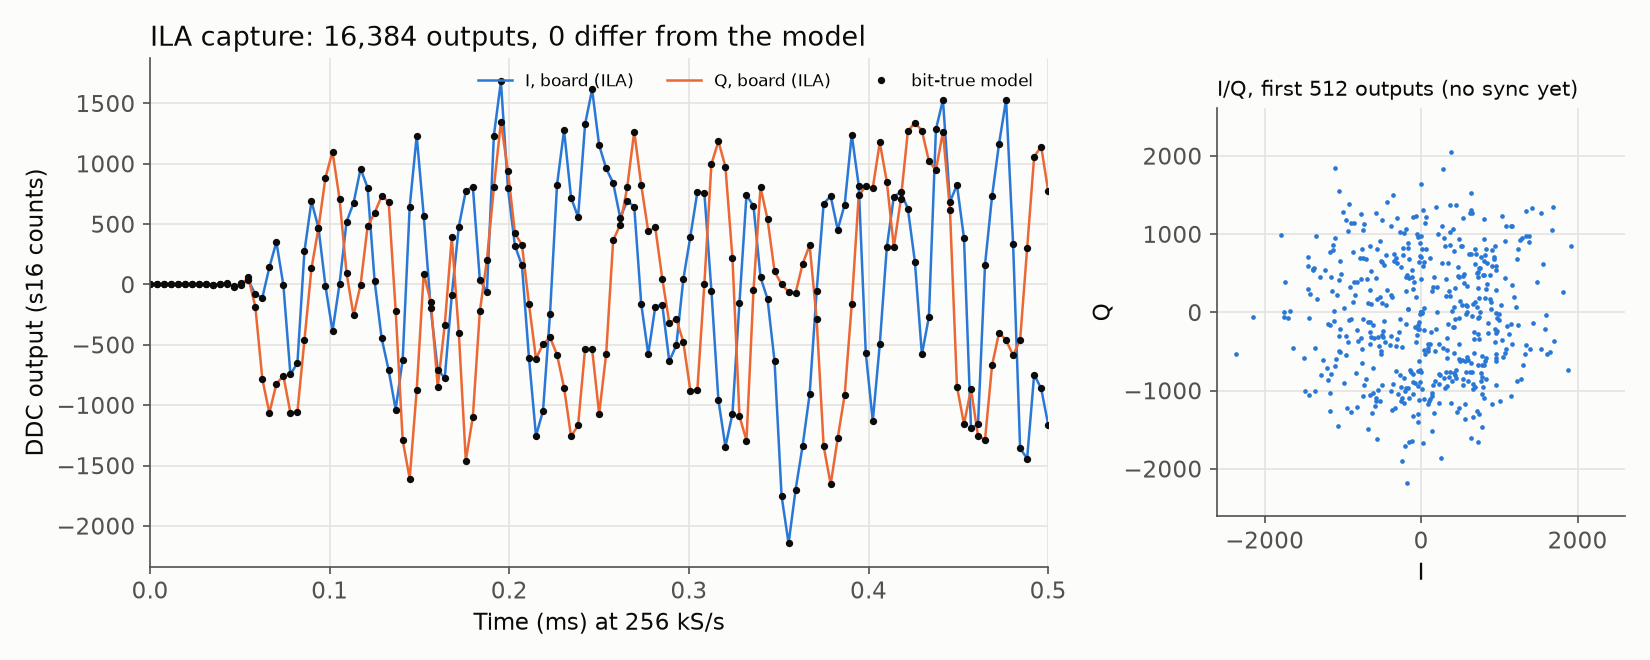 ILA capture: 16,384 outputs, 0 differ from the model
I, board (ILA)
Q, board (ILA)
bit-true model
DDC output (s16 counts)
1500
1000
500
0
−500
−1000
−1500
−2000
0.0
0.1
0.2
0.3
0.4
0.5
Time (ms) at 256 kS/s
I/Q, first 512 outputs (no sync yet)
Q
2000
1000
0
−1000
−2000
−2000
0
2000
I